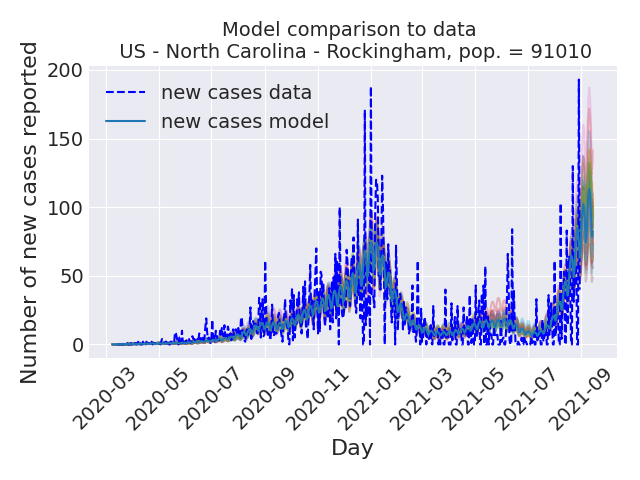 Model comparison to data
US - North Carolina - Rockingham, pop. = 91010
Number of new cases reported
200
150
100
50
0
new cases data
new cases model
2020-03
2020-05
2020-07
2020-09
2020-11
2021-01
2021-03
2021-05
2021-07
2021-09
Day